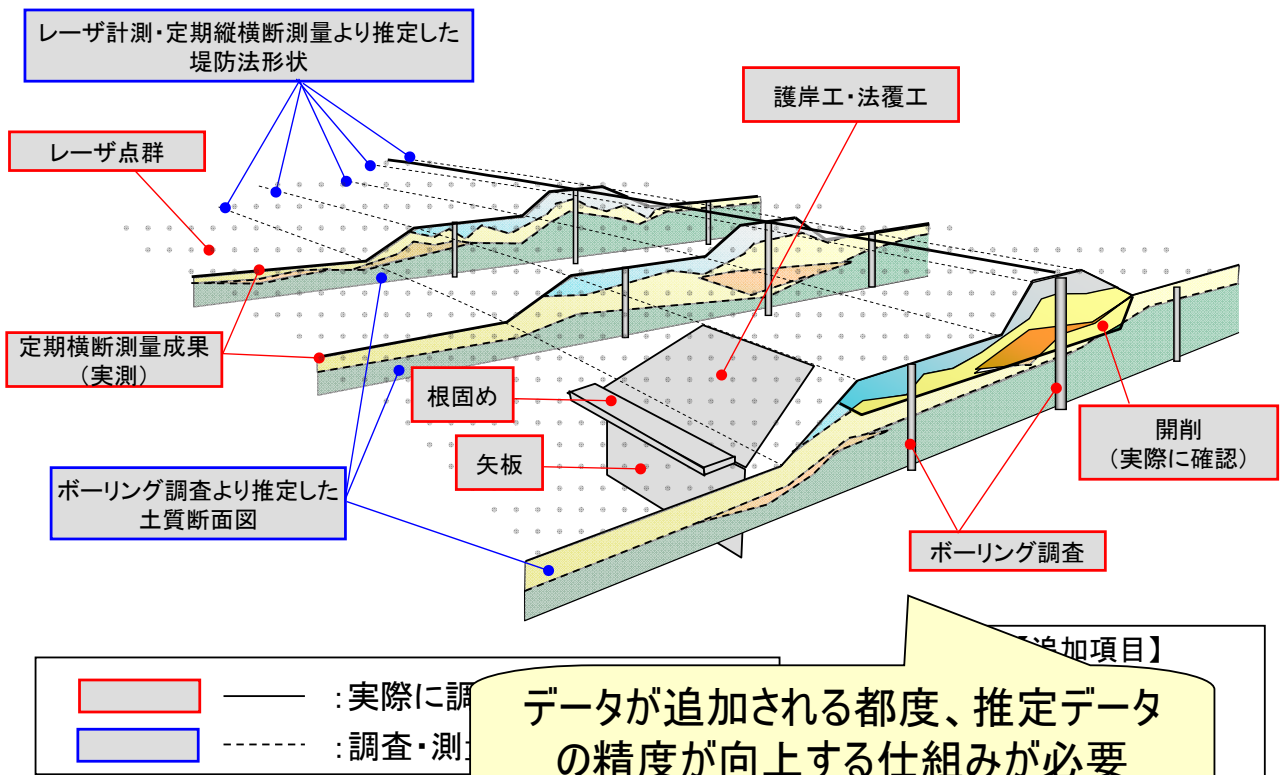 レーザ計測・定期縦横断測量より推定した
堤防法形状
護岸工・法覆工
レーザ点群
定期横断測量成果
（実測）
根固め
矢板
開削
（実際に確認）
ボーリング調査より推定した
土質断面図
ボーリング調査
追加項目】
：実際に調
：調査・測
データが追加される都度、推定データ
の精度が向上する仕組みが必要